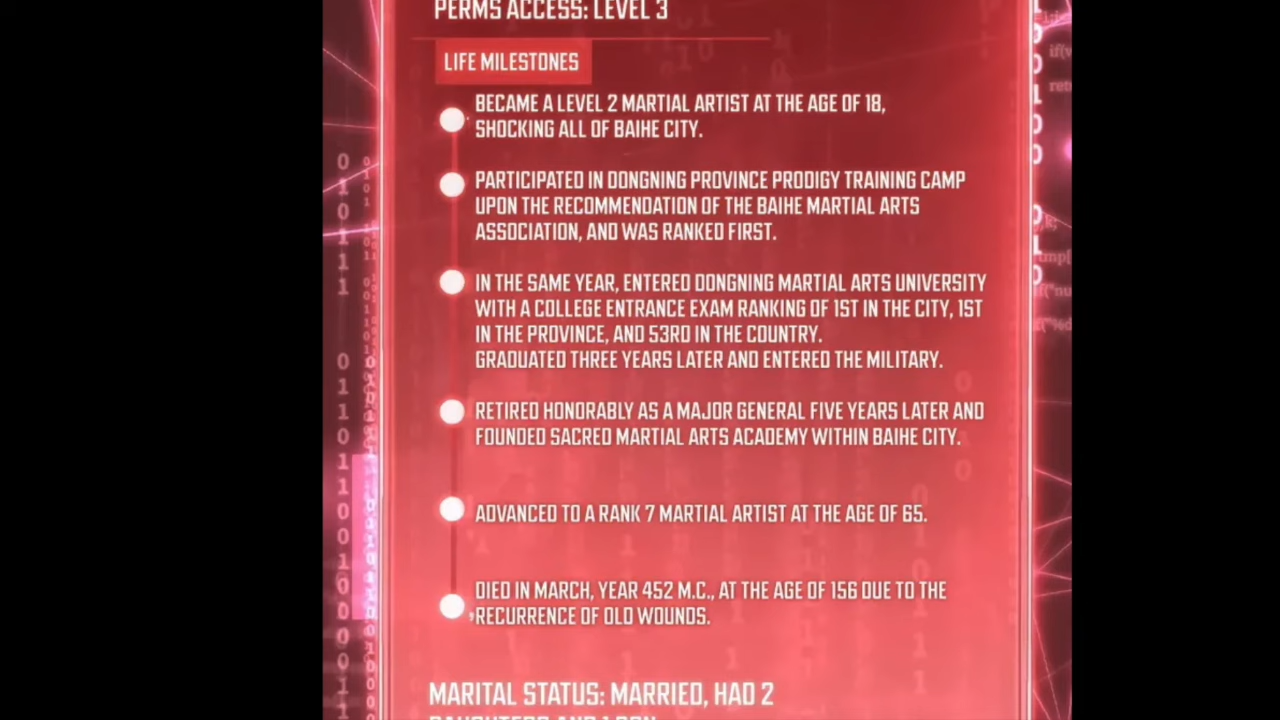 PERMS ACCESS: LEVEL 3
LIFE MILESTONES
BECAME A LEVEL 2 MARTIAL ARTIST AT THE AGE OF 18,
SHOCKING ALL OF BAIHE CITY.
PARTICIPATED IN DONGNING PROVINCE PRODIGY TRAINING CAMP
UPON THE RECOMMENDATION OF THE BAIHE MARTIAL ARTS
ASSOCIATION, AND WAS RANKED FIRST.
IN THE SAME YEAR, ENTERED DONGNING MARTIAL ARTS UNIVERSITY
WITH A COLLEGE ENTRANCE EXAM RANKING OF 1ST IN THE CITY, 1ST
IN THE PROVINCE, AND 53RD IN THE COUNTRY.
GRADUATED THREE YEARS LATER AND ENTERED THE MILITARY.
RETIRED HONORABLY AS A MAJOR GENERAL FIVE YEARS LATER AND
FOUNDED SACRED MARTIAL ARTS ACADEMY WITHIN BAIHE CITY.
ADVANCED TO A RANK 7 MARTIAL ARTIST AT THE AGE OF 65.
DIED IN MARCH, YEAR 452 M.C., AT THE AGE OF 156 DUE TO THE
RECURRENCE OF OLD WOUNDS.
MARITAL STATUS: MARRIED, HAD 2
DAUGHTERS AND 1 SON